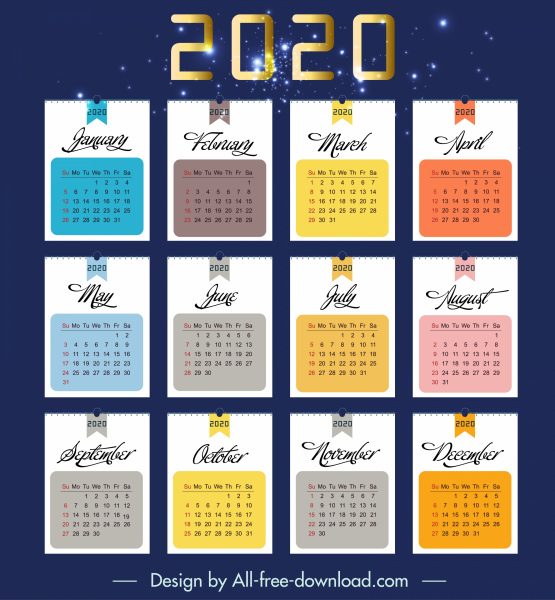 2020
2020
January
Su Mo Tu We Th Fr Sa
1 2 3 4
5 6 7 8 9 10 11
12 13 14 15 16 17 18
19 20 21 22 23 24 25
26 27 28 29 30 31
2020
February
Su Mo Tu We Th Fr Sa
1
2 3 4 5 6 7 8
9 10 11 12 13 14 15
16 17 18 19 20 21 22
23 24 25 26 27 28 29
2020
March
Su Mo Tu We Th Fr Sa
1 2 3 4 5 6 7
8 9 10 11 12 13 14
15 16 17 18 19 20 21
22 23 24 25 26 27 28
29 30 31
2020
April
Su Mo Tu We Th Fr Sa
1 2 3 4
5 6 7 8 9 10 11
12 13 14 15 16 17 18
19 20 21 22 23 24 25
26 27 28 29 30
2020
May
Su Mo Tu We Th Fr Sa
1 2
3 4 5 6 7 8 9
10 11 12 13 14 15 16
17 18 19 20 21 22 23
24 25 26 27 28 29 30
31
2020
June
Su Mo Tu We Th Fr Sa
1 2 3 4 5 6
7 8 9 10 11 12 13
14 15 16 17 18 19 20
21 22 23 24 25 26 27
28 29 30
2020
July
Su Mo Tu We Th Fr Sa
1 2 3 4
5 6 7 8 9 10 11
12 13 14 15 16 17 18
19 20 21 22 23 24 25
26 27 28 29 30 31
2020
August
Su Mo Tu We Th Fr Sa
1
2 3 4 5 6 7 8
9 10 11 12 13 14 15
16 17 18 19 20 21 22
23 24 25 26 27 28 29
30 31
2020
September
Su Mo Tu We Th Fr Sa
1 2 3 4 5
6 7 8 9 10 11 12
13 14 15 16 17 18 19
20 21 22 23 24 25 26
27 28 29 30
2020
October
Su Mo Tu We Th Fr Sa
1 2 3
4 5 6 7 8 9 10
11 12 13 14 15 16 17
18 19 20 21 22 23 24
25 26 27 28 29 30 31
2020
November
Su Mo Tu We Th Fr Sa
1 2 3 4 5 6 7
8 9 10 11 12 13 14
15 16 17 18 19 20 21
22 23 24 25 26 27 28
29 30
2020
December
Su Mo Tu We Th Fr Sa
1 2 3 4 5
6 7 8 9 10 11 12
13 14 15 16 17 18 19
20 21 22 23 24 25 26
27 28 29 30 31
Design by All-free-download.com